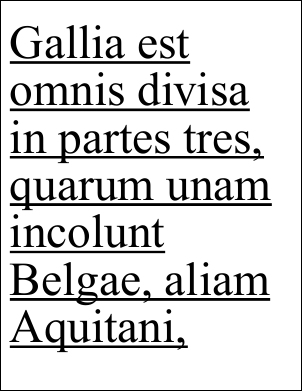 Gallia est
omnis divisa
in partes tres,
quarum unam
incolunt
Belgae, aliam
Aquitani,